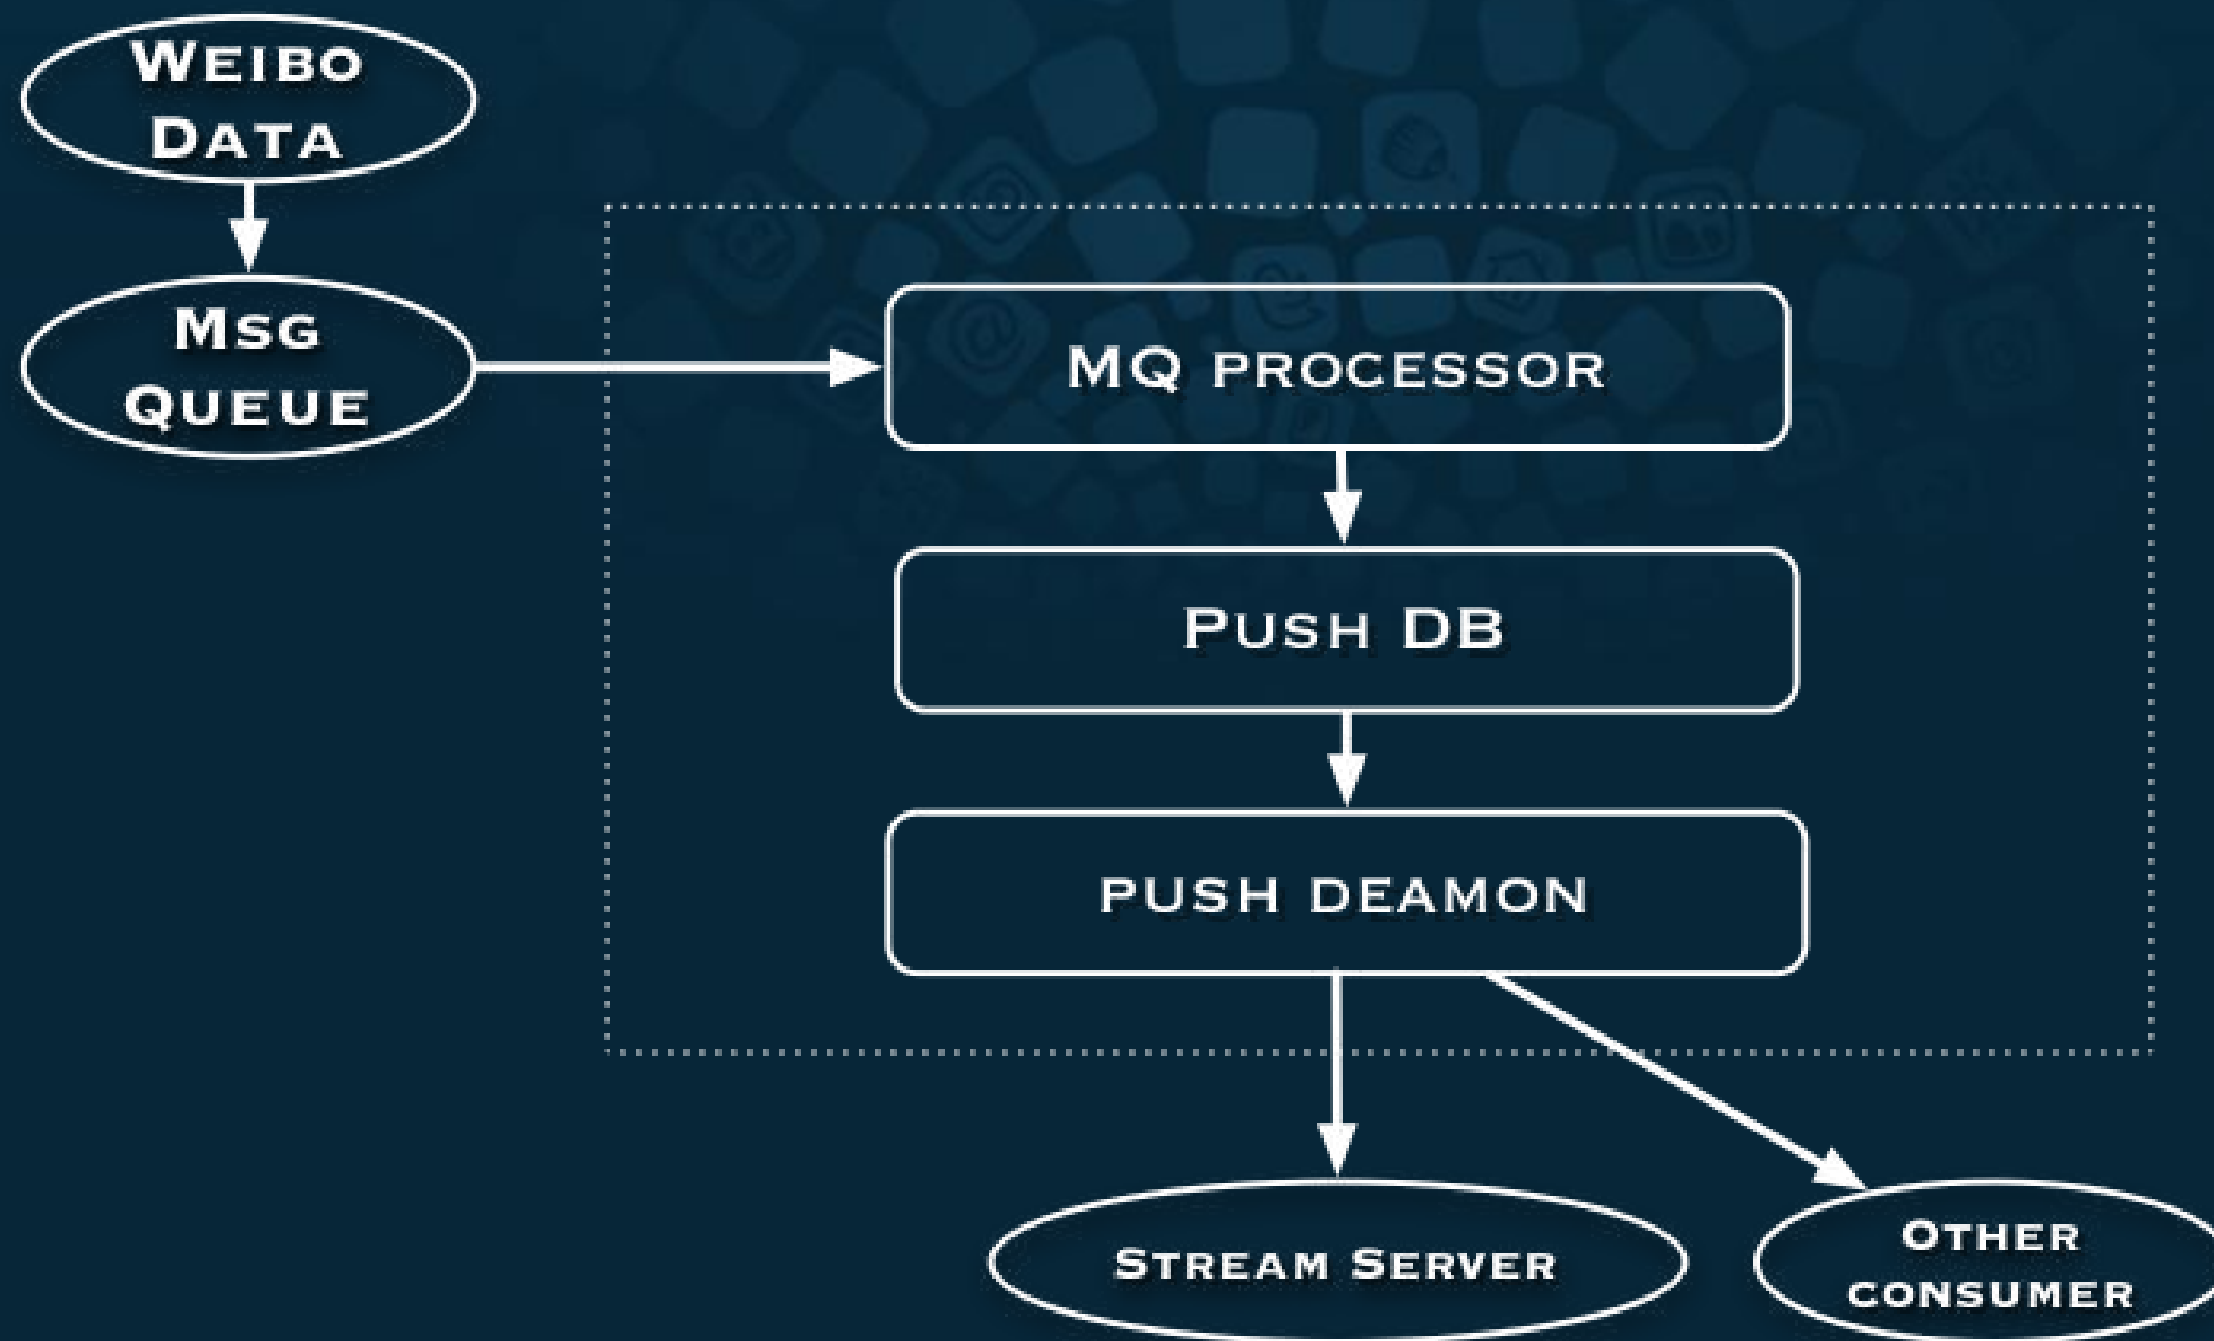 WEIBO
DATA
MSG
QUEUE
MQ PROCESSOR
PUSH DB
PUSH DEAMON
STREAM SERVER
OTHER
CONSUMER